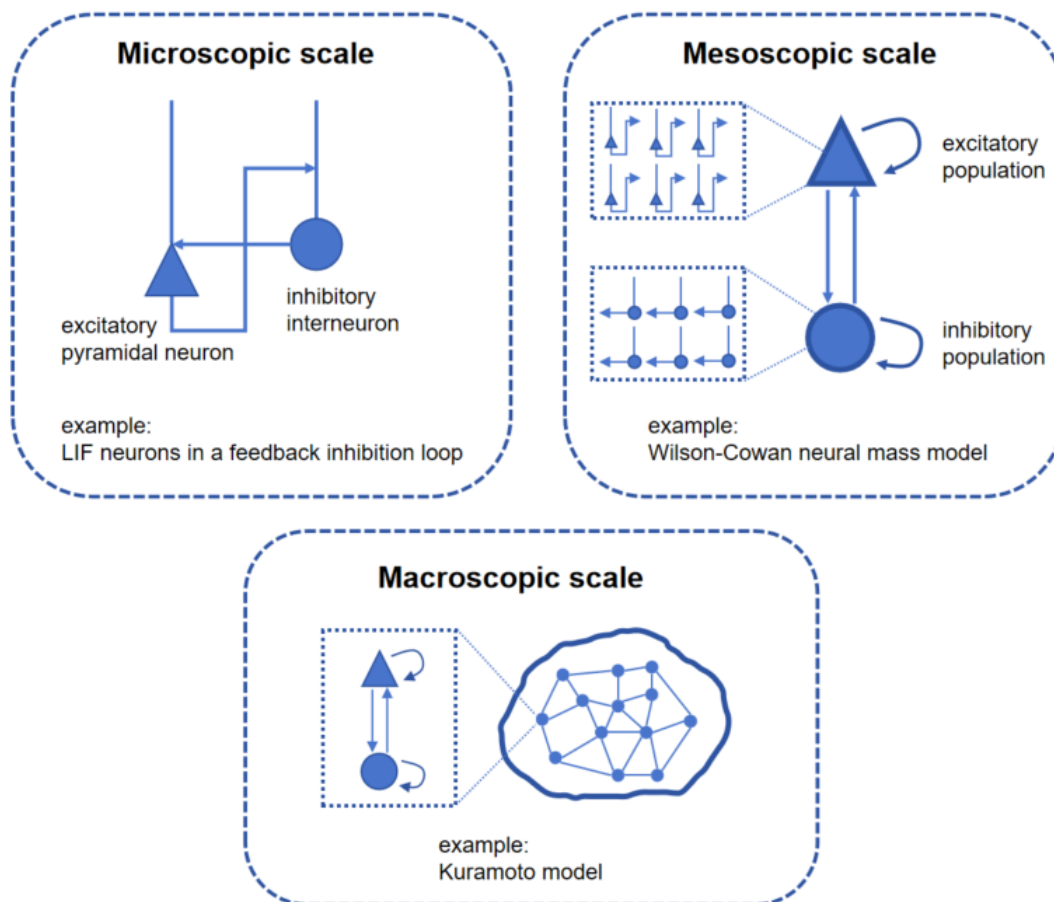 Microscopic scale
excitatory
pyramidal neuron
inhibitory
interneuron
example:
LIF neurons in a feedback inhibition loop
Mesoscopic scale
excitatory
population
inhibitory
population
example:
Wilson-Cowan neural mass model
Macroscopic scale
example:
Kuramoto model